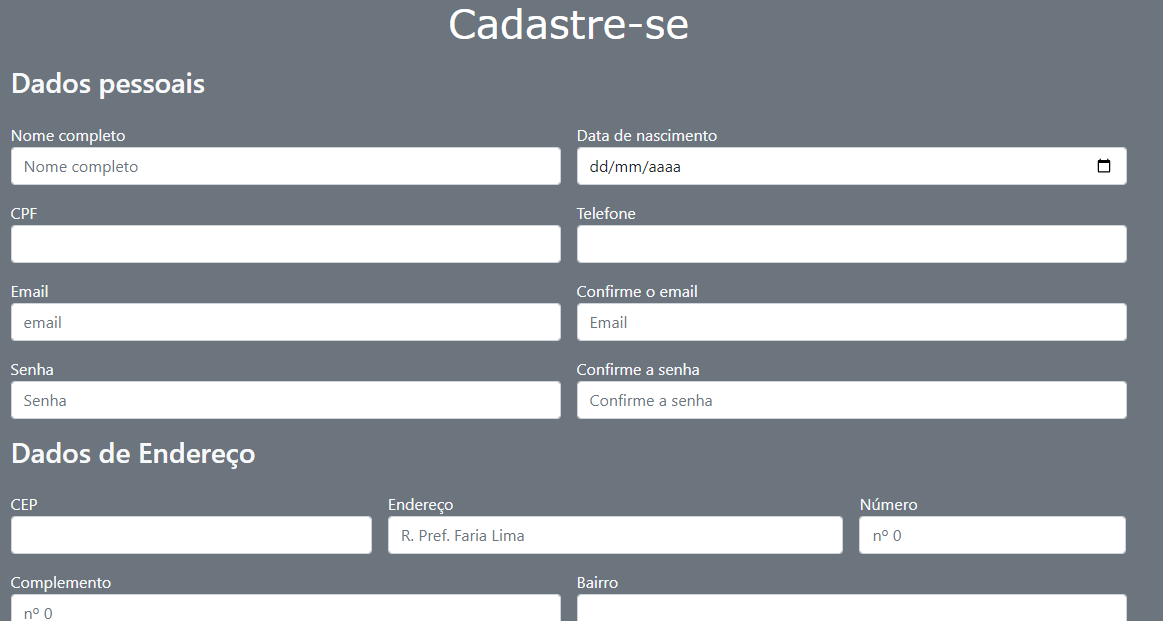 Cadastre-se
Dados pessoais
Nome completo Data de nascimento
Nome completo dd/mm/aaaa
CPF Telefone
Email Confirme o email
email Email
Senha Confirme a senha
Senha Confirme a senha
Dados de Endereço
CEP Endereço Número
R. Pref. Faria Lima nº 0
Complemento Bairro
nº 0